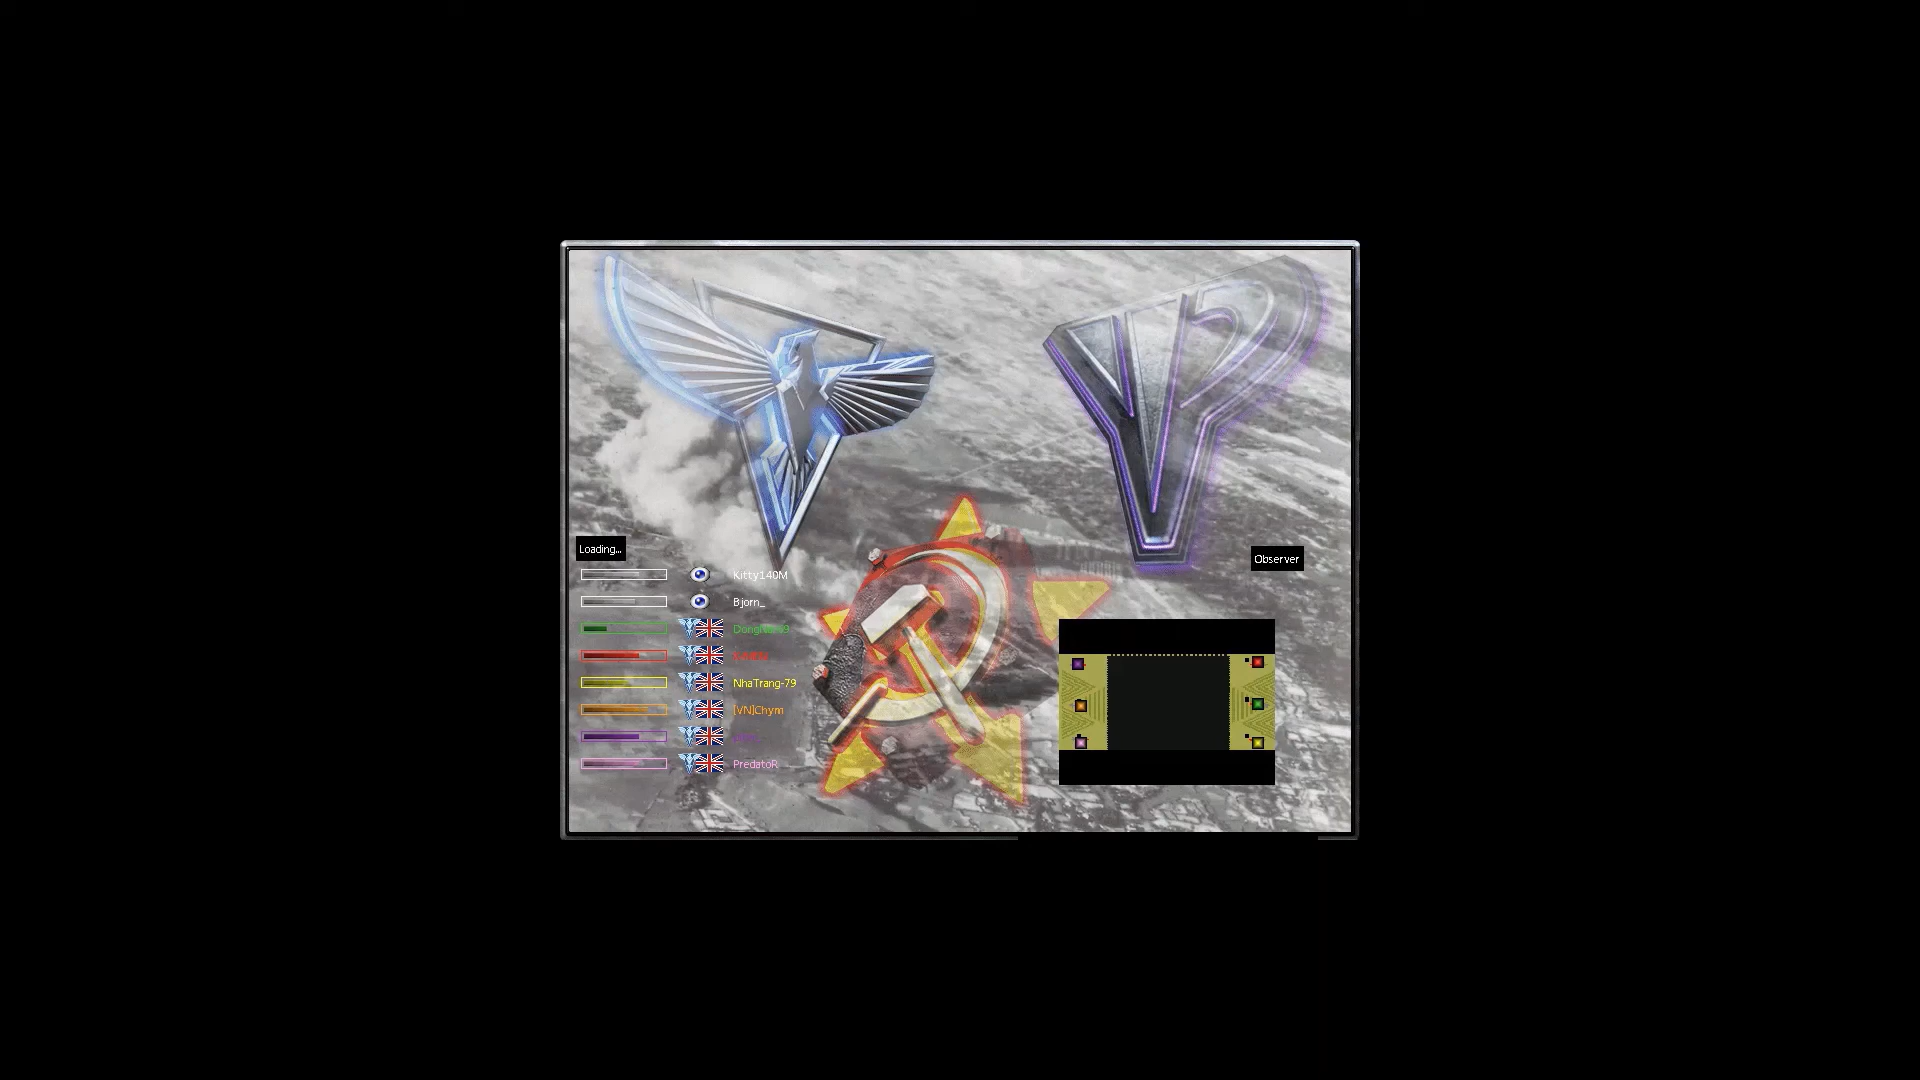 Loading...
Observer
Kitty140M
Bjorn_
NhaTrang-79
[VN]Chym
PredatoR